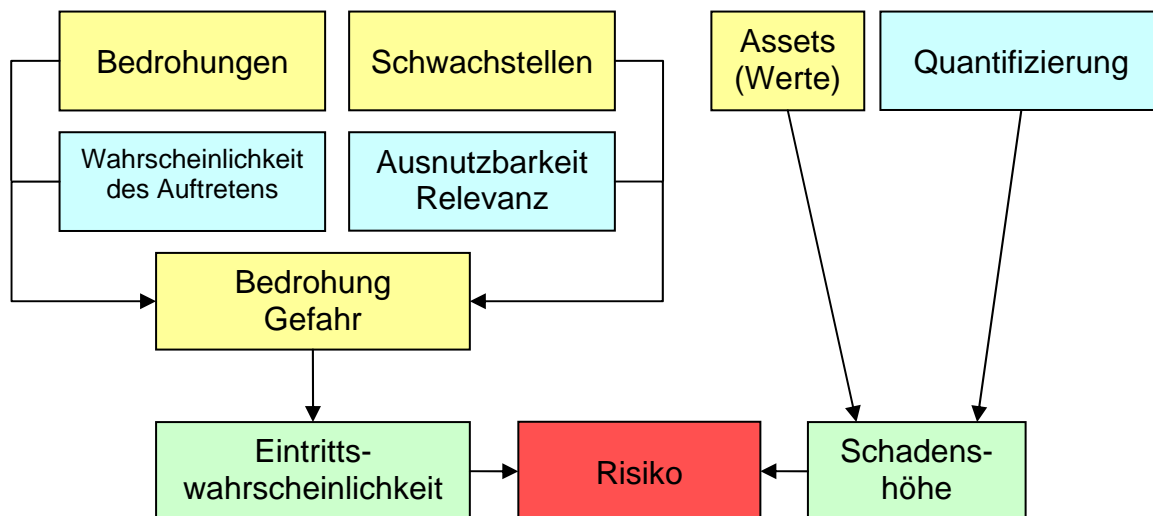 Bedrohungen
Schwachstellen
Assets
(Werte)
Quantifizierung
Wahrscheinlichkeit
des Auftretens
Ausnutzbarkeit
Relevanz
Bedrohung
Gefahr
Eintritts-
wahrscheinlichkeit
Risiko
Schadens-
höhe